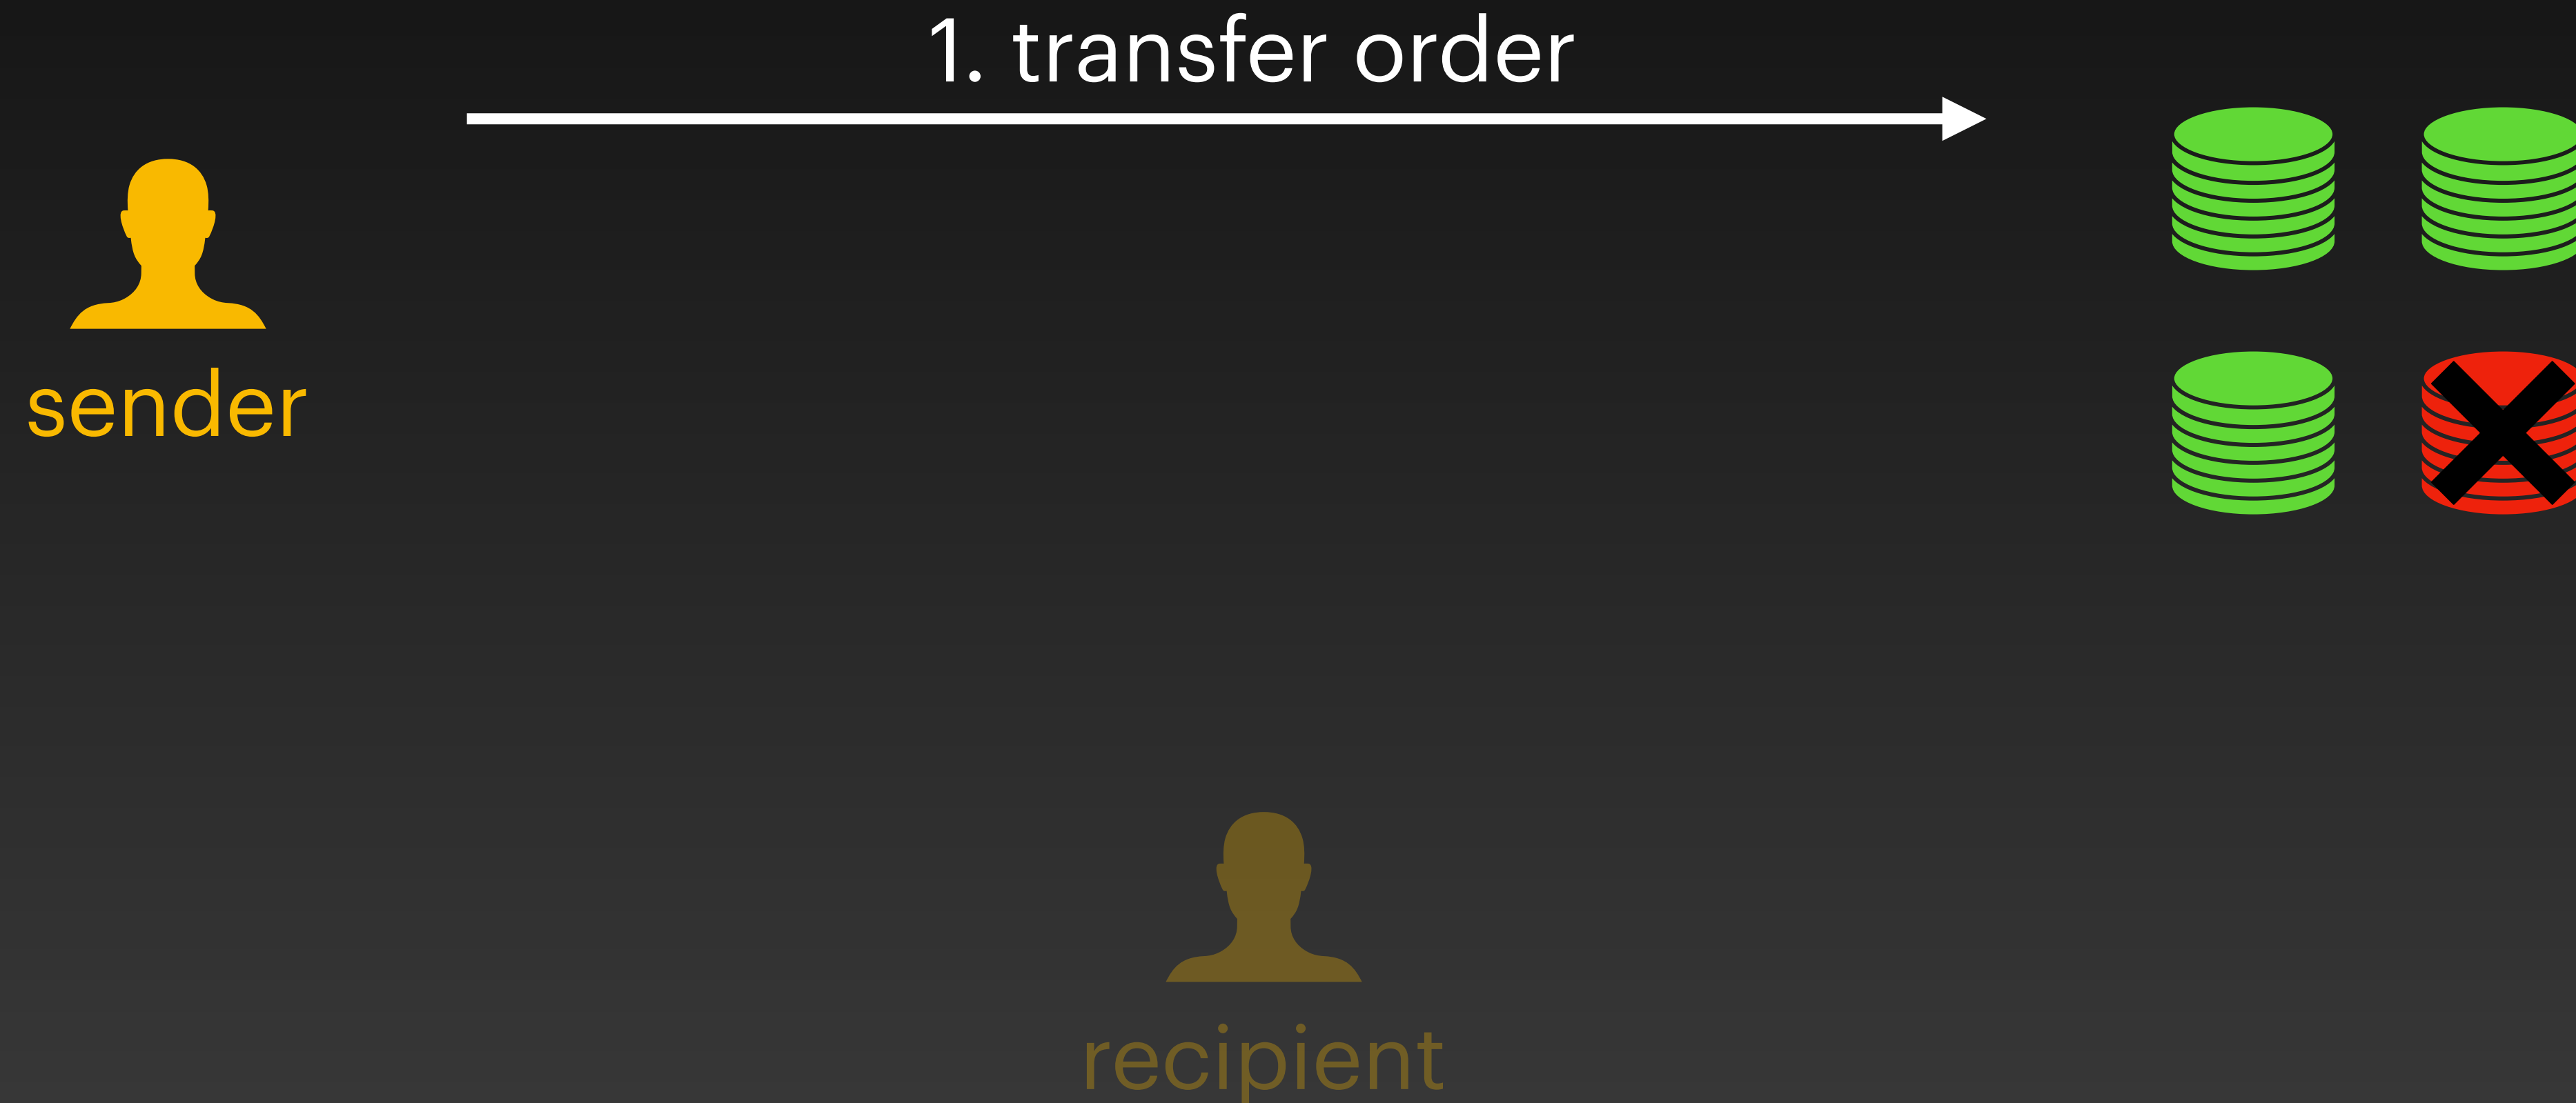 1. transfer order
sender
recipient